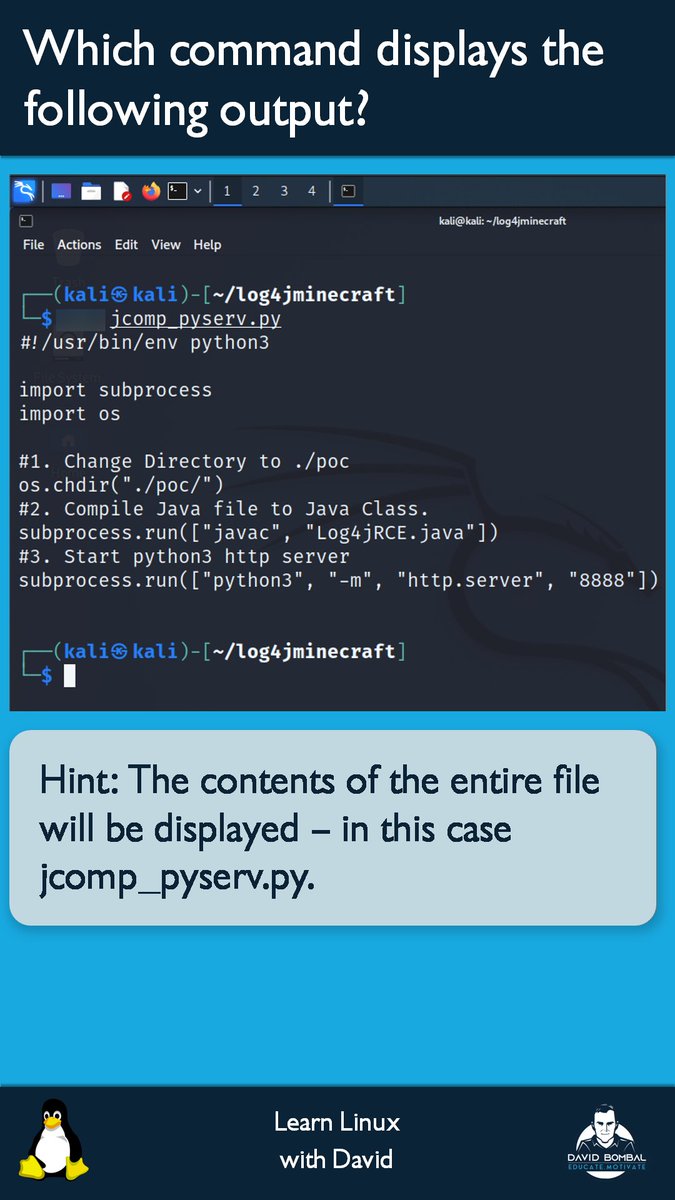 Which command displays the
following output?
1 2 3 4
kali@kali: ~/log4jminecraft
File Actions Edit View Help
(kali㉿kali)-[~/log4jminecraft]
$ jcomp_pyserv.py
#!/usr/bin/env python3
import subprocess
import os
#1. Change Directory to ./poc
os.chdir("./poc/")
#2. Compile Java file to Java Class.
subprocess.run(["javac", "Log4jRCE.java"])
#3. Start python3 http server
subprocess.run(["python3", "-m", "http.server", "8888"])
(kali㉿kali)-[~/log4jminecraft]
$
Hint: The contents of the entire file
will be displayed – in this case
jcomp_pyserv.py.
Learn Linux
with David
DAVID BOMBAL
EDUCATE MOTIVATE